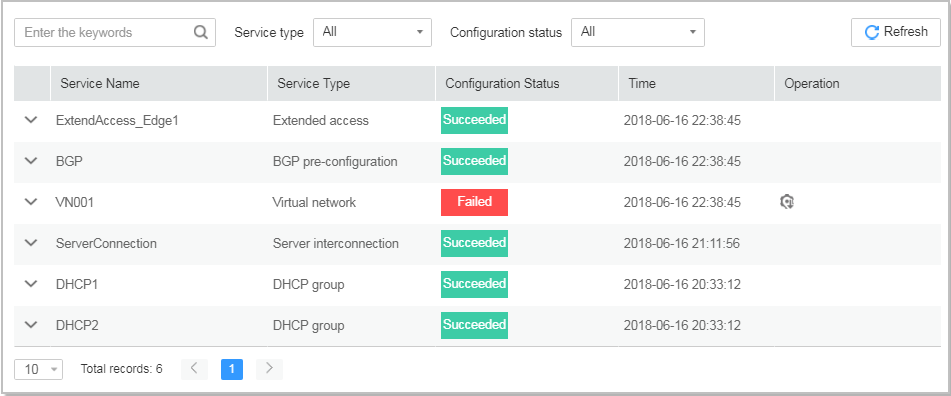 Enter the keywords Service type All Configuration status All Refresh
Service Name Service Type Configuration Status Time Operation
ExtendAccess_Edge1 Extended access Succeeded 2018-06-16 22:38:45
BGP BGP pre-configuration Succeeded 2018-06-16 22:38:45
VN001 Virtual network Failed 2018-06-16 22:38:45
ServerConnection Server interconnection Succeeded 2018-06-16 21:11:56
DHCP1 DHCP group Succeeded 2018-06-16 20:33:12
DHCP2 DHCP group Succeeded 2018-06-16 20:33:12
10 Total records: 6 1